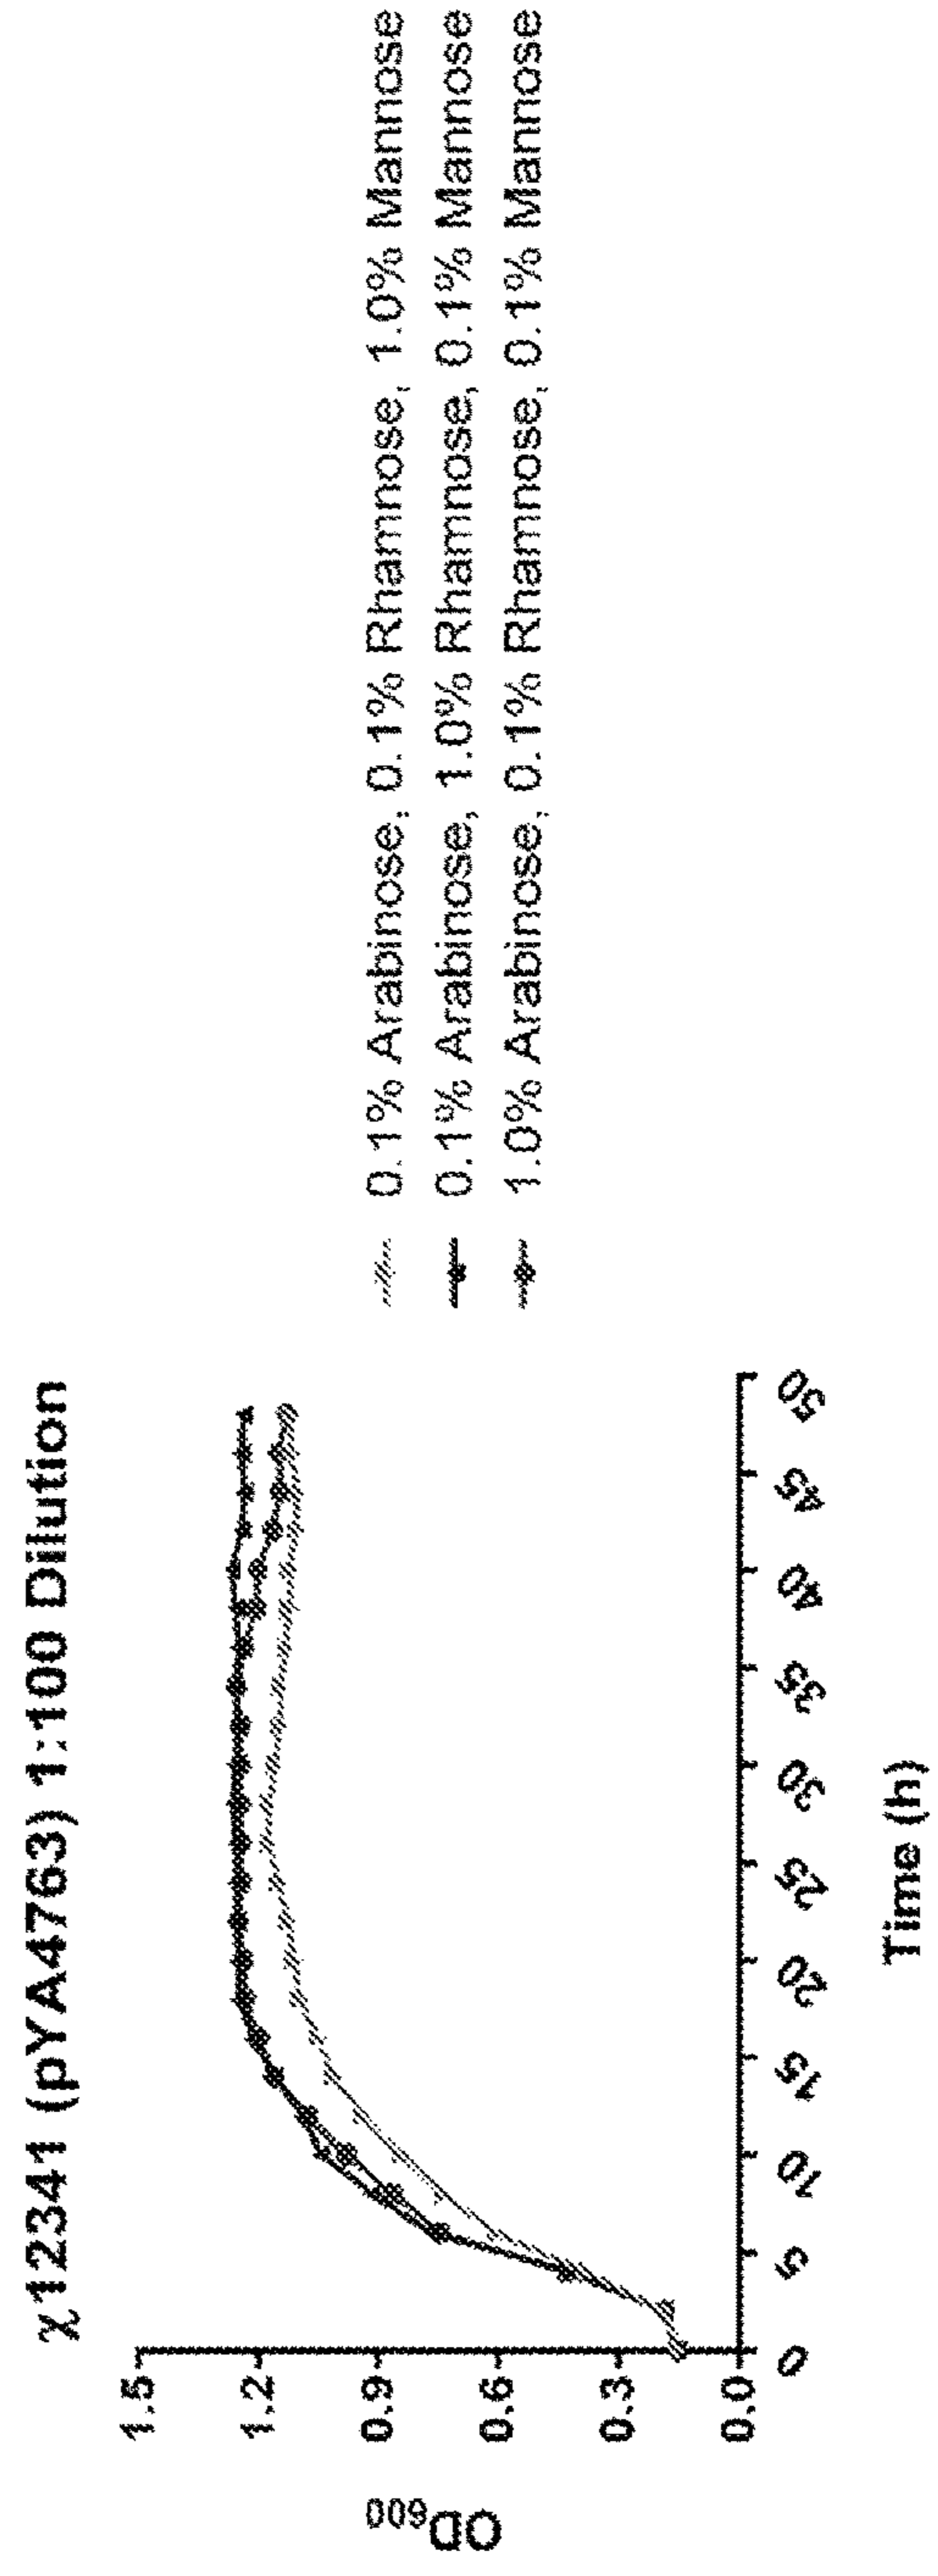 χ12341 (pYA4763) 1:100 Dilution
OD600
1.5
1.2
0.9
0.6
0.3
0.0
0 5 10 15 20 25 30 35 40 45 50
Time (h)
0.1% Arabinose, 0.1% Rhamnose, 1.0% Mannose
0.1% Arabinose, 1.0% Rhamnose, 0.1% Mannose
1.0% Arabinose, 0.1% Rhamnose, 0.1% Mannose